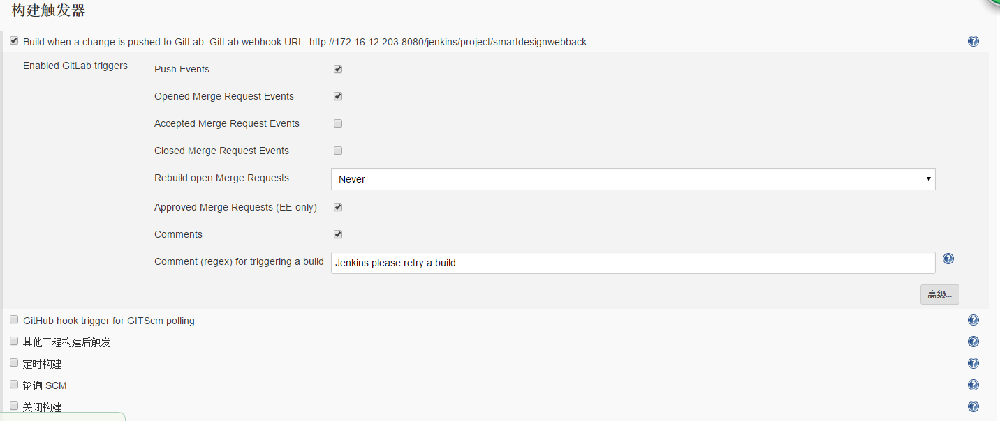 构建触发器
Build when a change is pushed to GitLab. GitLab webhook URL: http://172.16.12.203:8080/jenkins/project/smartdesignwebback
Enabled GitLab triggers
Push Events
Opened Merge Request Events
Accepted Merge Request Events
Closed Merge Request Events
Rebuild open Merge Requests
Never
Approved Merge Requests (EE-only)
Comments
Comment (regex) for triggering a build
Jenkins please retry a build
高级...
GitHub hook trigger for GITScm polling
其他工程构建后触发
定时构建
轮询 SCM
关闭构建